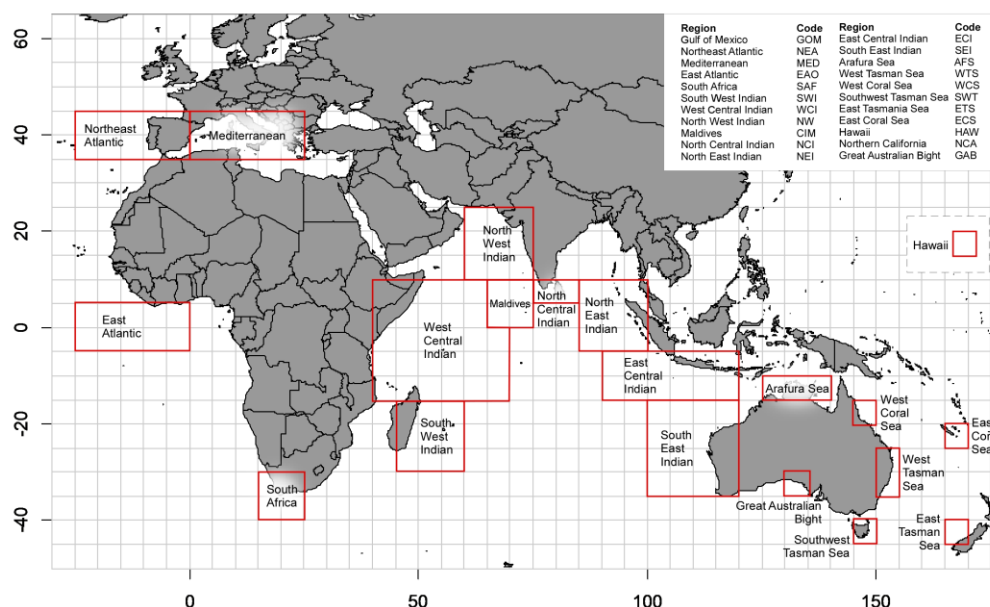 Region Code Region Code
Gulf of Mexico GOM East Central Indian ECI
Northeast Atlantic NEA South East Indian SEI
Mediterranean MED Arafura Sea AFS
East Atlantic EAO West Tasman Sea WTS
South Africa SAF West Coral Sea WCS
South West Indian SWI Southwest Tasman Sea SWT
West Central Indian WCI East Tasmania Sea ETS
North West Indian NW East Coral Sea ECS
Maldives CIM Hawaii HAW
North Central Indian NCI Northern California NCA
North East Indian NEI Great Australian Bight GAB
60
40
20
0
-20
-40
Northeast
Atlantic
Mediterranean
North
West
Indian
Hawaii
East
Atlantic
West
Central
Indian
Maldives
North
Central
Indian
North
East
Indian
East
Central
Indian
Arafura Sea
South
West
Indian
South
East
Indian
West
Coral
Sea
East
Sea
South
Africa
West
Tasman
Sea
Great Australian
Bight
Southwest
Tasman Sea
East
Tasman
Sea
0 50 100 150